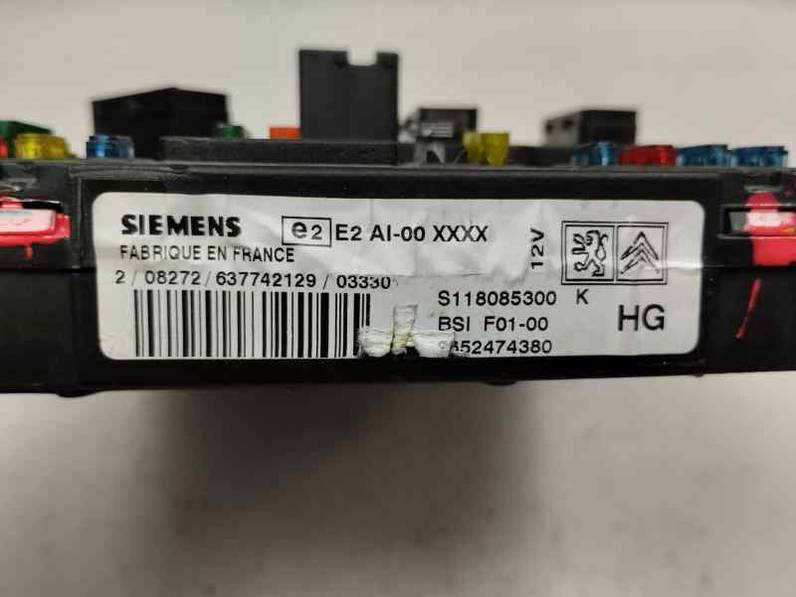 SIEMENS e2 E2 AI-00 XXXX
FABRIQUE EN FRANCE
12V
2 / 08272 / 637742129 / 03330
S118085300 K
BSI F01-00
HG
9652474380